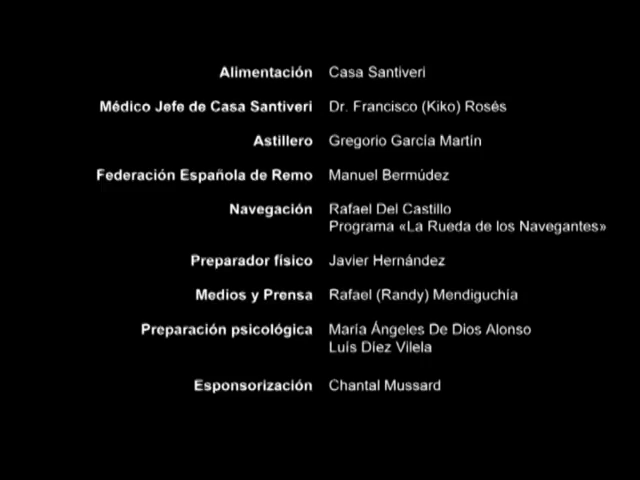 Alimentación Casa Santiveri
Médico Jefe de Casa Santiveri Dr. Francisco (Kiko) Rosés
Astillero Gregorio García Martín
Federación Española de Remo Manuel Bermúdez
Navegación Rafael Del Castillo
Programa «La Rueda de los Navegantes»
Preparador físico Javier Hernández
Medios y Prensa Rafael (Randy) Mendiguchía
Preparación psicológica María Ángeles De Dios Alonso
Luís Díez Vilela
Esponsorización Chantal Mussard